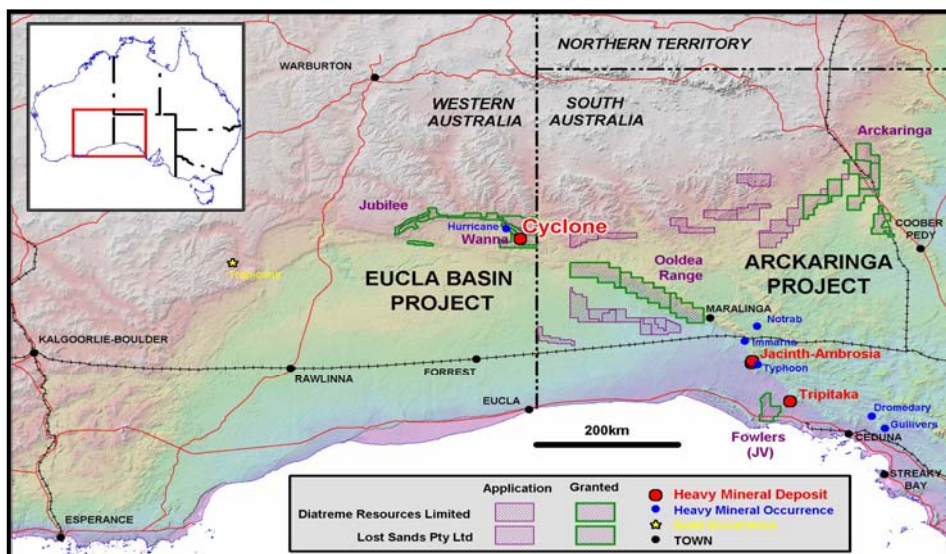 NORTHERN TERRITORY
WARBURTON
WESTERN
AUSTRALIA
SOUTH
AUSTRALIA
Arckaringa
Jubilee
Hurricane
Wanna
Cyclone
COOBER
PEDY
Ooldea
Range
Tropicana
EUCLA BASIN
PROJECT
ARCKARINGA
PROJECT
MARALINGA
Notrab
KALGOORLIE-BOULDER
Immarna
Jacinth-Ambrosia
Typhoon
FORREST
RAWLINNA
Tripitaka
EUCLA
Dromedary
Gullivers
200km
Fowlers
(JV)
CEDUNA
STREAKY
BAY
ESPERANCE
Application
Granted
Diatreme Resources Limited
Lost Sands Pty Ltd
Heavy Mineral Deposit
Heavy Mineral Occurrence
Gold Occurrence
TOWN